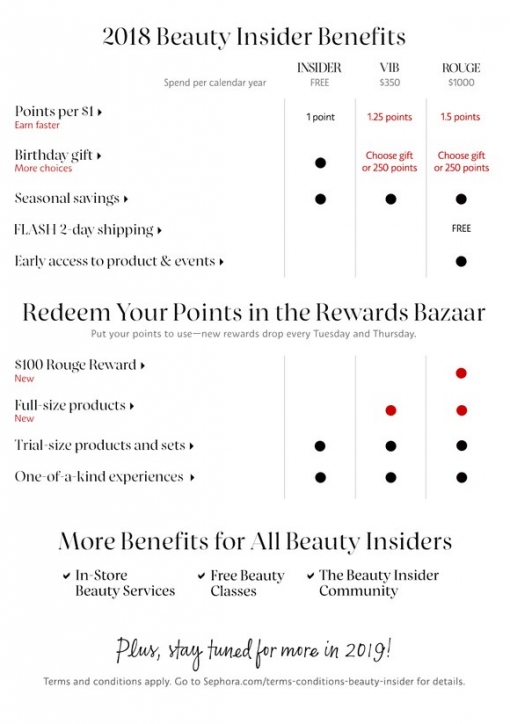 2018 Beauty Insider Benefits
Spend per calendar year
INSIDER
FREE
VIB
$350
ROUGE
$1000
Points per $1
Earn faster
1 point
1.25 points
1.5 points
Birthday gift
More choices
Choose gift
or 250 points
Choose gift
or 250 points
Seasonal savings
FLASH 2-day shipping
FREE
Early access to product & events
Redeem Your Points in the Rewards Bazaar
Put your points to use—new rewards drop every Tuesday and Thursday.
$100 Rouge Reward
New
Full-size products
New
Trial-size products and sets
One-of-a-kind experiences
More Benefits for All Beauty Insiders
In-Store
Beauty Services
Free Beauty
Classes
The Beauty Insider
Community
Plus, stay tuned for more in 2019!
Terms and conditions apply. Go to Sephora.com/terms-conditions-beauty-insider for details.